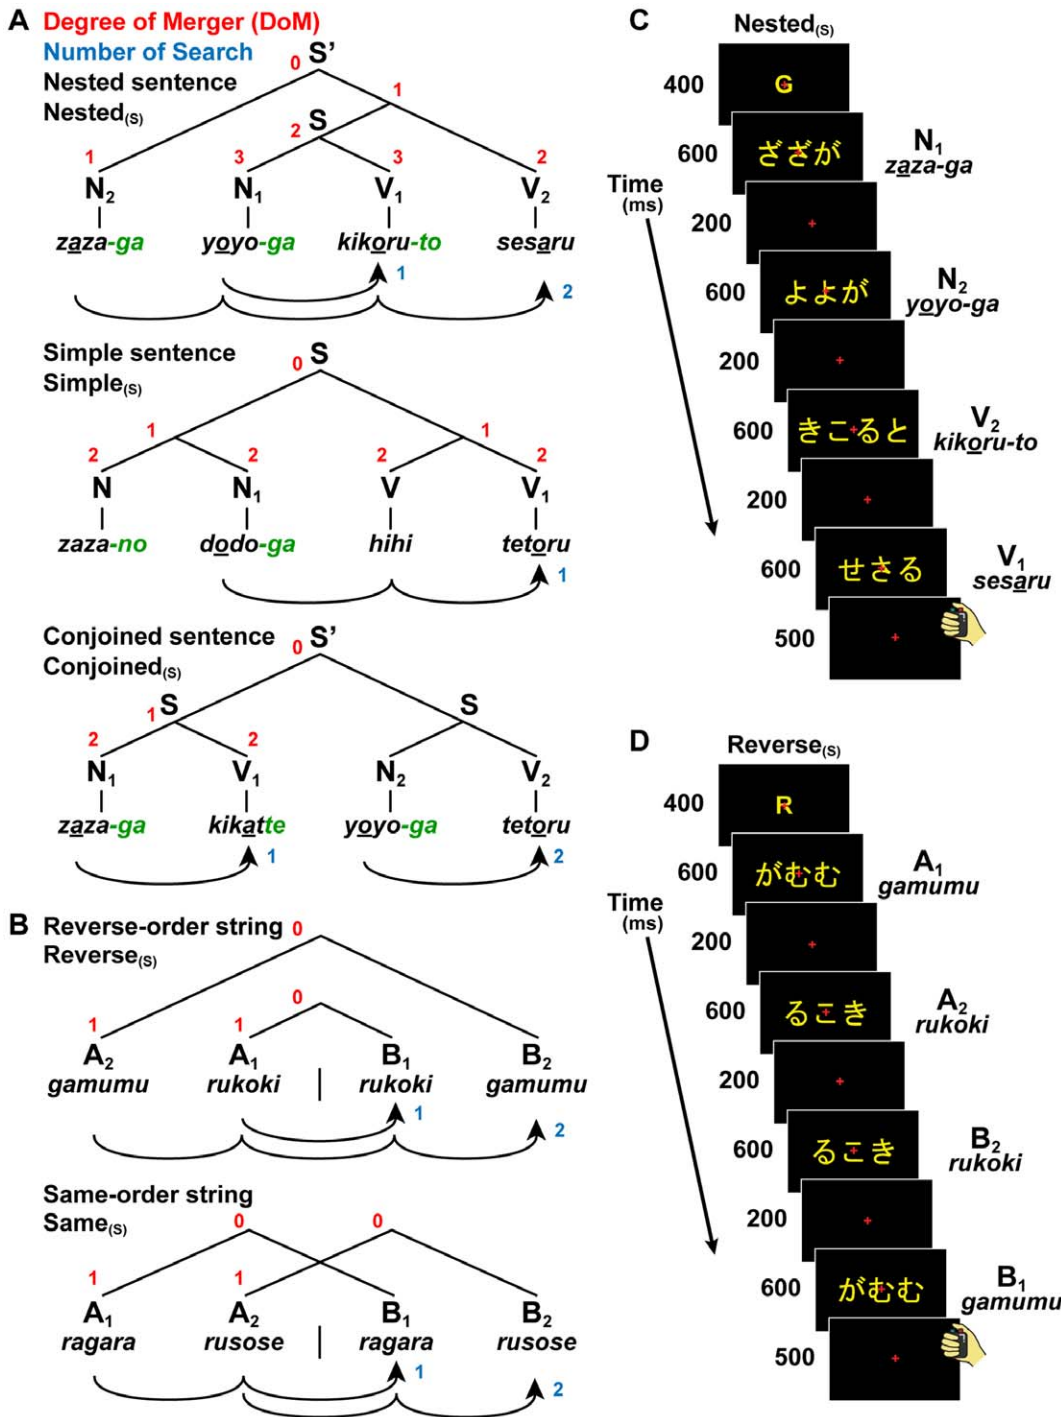 A Degree of Merger (DoM)
Number of Search
Nested sentence
Nested(S)
0 S’
1
S
2
1 3 3 2
N2 N1 V1 V2
zaza-ga yoyo-ga kikoru-to sesaru
1
2
Simple sentence
Simple(S)
0 S
1 1
2 2 2 2
N N1 V V1
zaza-no dodo-ga hihi tetoru
1
Conjoined sentence
Conjoined(S)
0 S’
1 S S
2 2
N1 V1 N2 V2
zaza-ga kikatte yoyo-ga tetoru
1 2
B Reverse-order string
Reverse(S)
0
0
1 1
A2 A1 B1 B2
gamumu rukoki | rukoki gamumu
1
2
Same-order string
Same(S)
0 0
1 1
A1 A2 B1 B2
ragara rusose | ragara rusose
1
2
C Nested(S)
400 G
600 ざざが N1
zaza-ga
Time
(ms)
200
600 よよが N2
yoyo-ga
200
600 きこると V2
kikoru-to
200
600 せさる V1
sesaru
500
D Reverse(S)
400 R
600 がむむ A1
gamumu
Time
(ms)
200
600 るこき A2
rukoki
200
600 るこき B2
rukoki
200
600 がむむ B1
gamumu
500